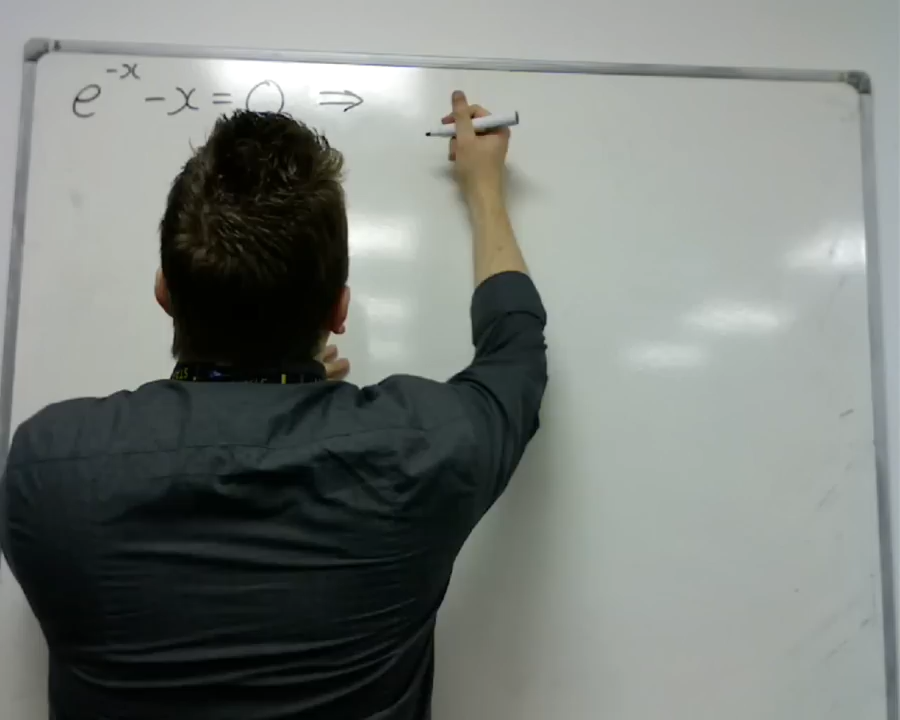 e^{-x} - x = 0 ⇒